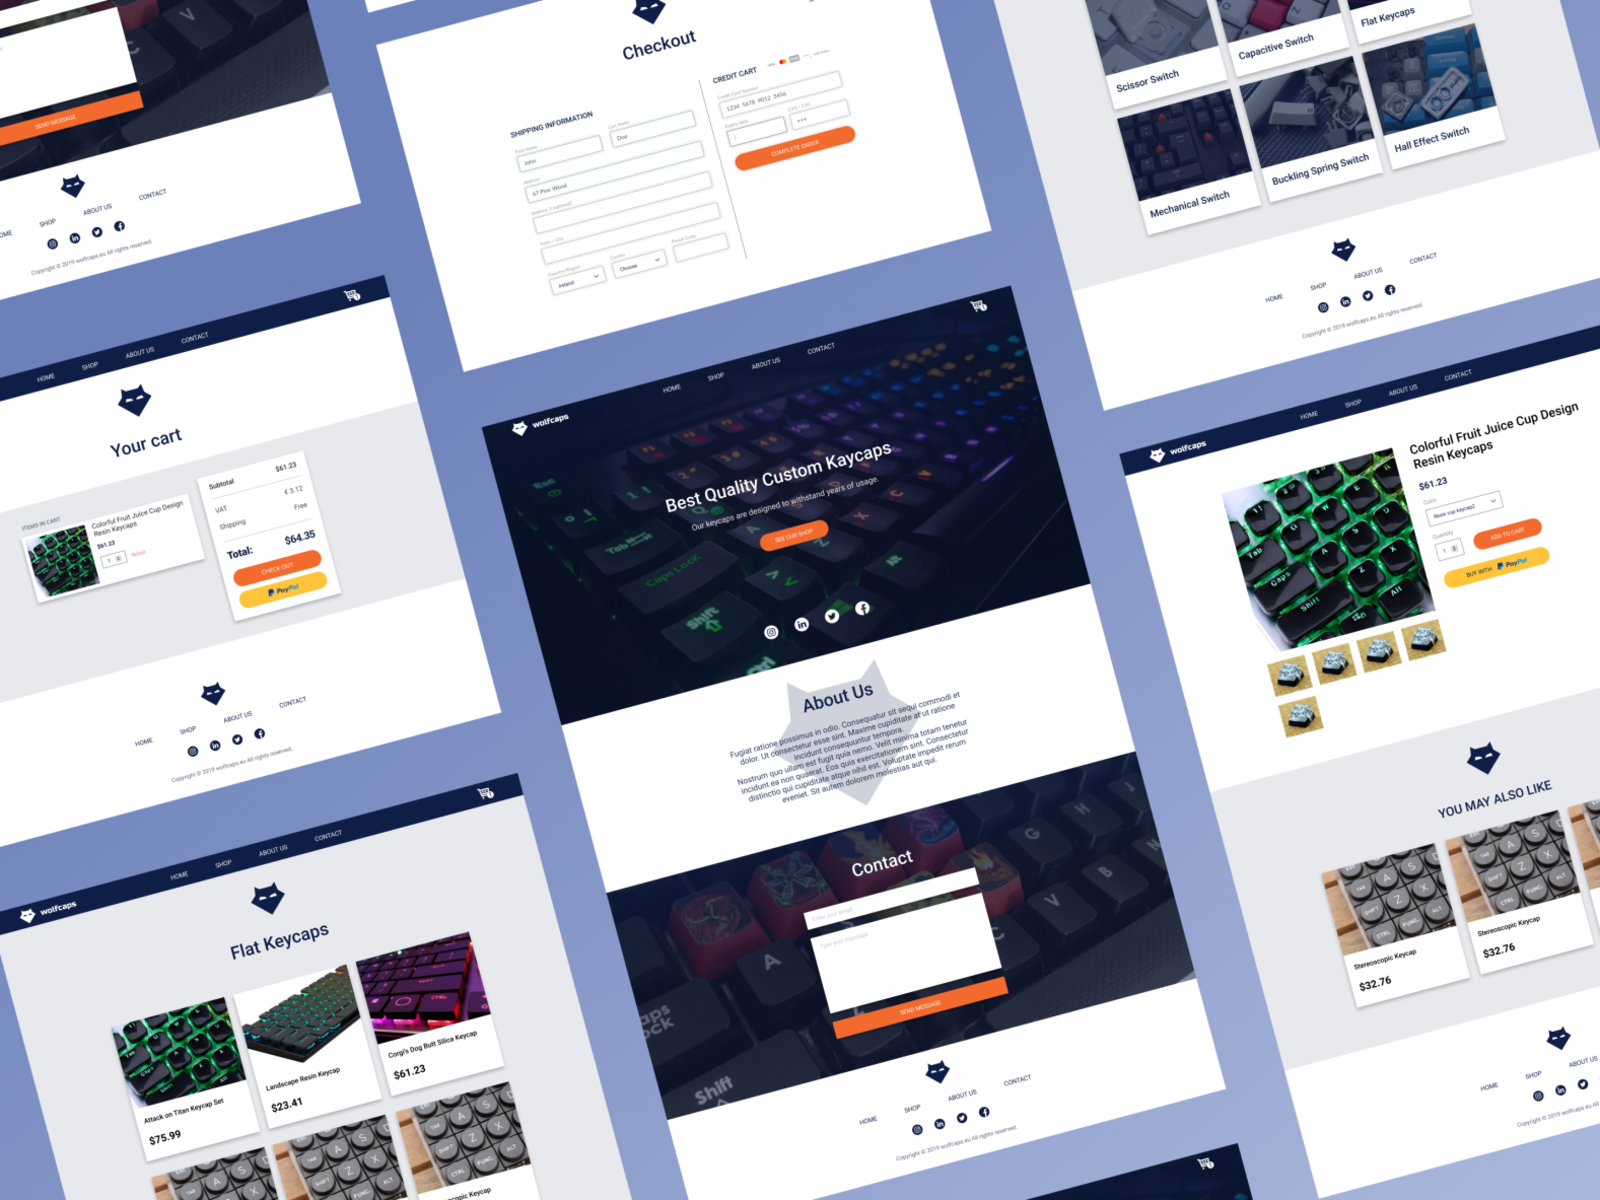 SEND MESSAGE
SHOP
ABOUT US
CONTACT
Copyright © 2019 wolfcaps.eu All rights reserved.
HOME
SHOP
ABOUT US
CONTACT
Your cart
ITEMS IN CART
Colorful Fruit Juice Cup Design
Resin Keycaps
$61.23
1
Subtotal
$61.23
VAT
€ 3.12
Shipping
Free
Total:
$64.35
CHECK OUT
PayPal
HOME
SHOP
ABOUT US
CONTACT
Copyright © 2019 wolfcaps.eu All rights reserved.
HOME
SHOP
ABOUT US
CONTACT
wolfcaps
Flat Keycaps
Attack on Titan Keycap Set
$75.99
Landscape Resin Keycap
$23.41
Corgi's Dog Butt Silica Keycap
$61.23
Checkout
SHIPPING INFORMATION
First Name
John
Last Name
Doe
Address
67 Pine Wood
Address 2 (optional)
Town / City
Country/Region
Ireland
County
Choose
Postal Code
CREDIT CART
Credit Card Number
1234 5678 9012 3456
Expiry date
CVV / CVC
COMPLETE ORDER
HOME
SHOP
ABOUT US
CONTACT
wolfcaps
Best Quality Custom Kaycaps
Our keycaps are designed to withstand years of usage.
SEE OUR SHOP
Esc
Tab
Caps Lock
Shift
Ctrl
Alt
About Us
Fugiat ratione possimus in odio. Consequatur sit sequi commodi et
dolor. Ut consectetur esse sint. Maxime cupiditate at ut ratione
incidunt consequuntur tempora.
Nostrum quo ullam est fugit quia nemo. Velit minima totam tenetur
incidunt ea non quaerat. Eos quis exercitationem sint. Consectetur
distinctio qui cupiditate atque nihil est. Voluptate impedit rerum
eveniet. Sit autem dolorem molestias aut qui.
Contact
Enter your email
Type your message
SEND MESSAGE
HOME
SHOP
ABOUT US
CONTACT
Copyright © 2019 wolfcaps.eu All rights reserved.
Scissor Switch
Capacitive Switch
Flat Keycaps
Mechanical Switch
Buckling Spring Switch
Hall Effect Switch
HOME
SHOP
ABOUT US
CONTACT
Copyright © 2019 wolfcaps.eu All rights reserved.
HOME
SHOP
ABOUT US
CONTACT
wolfcaps
Colorful Fruit Juice Cup Design
Resin Keycaps
$61.23
Color
Resin cup keycap2
Quantity
1
ADD TO CART
BUY WITH PayPal
YOU MAY ALSO LIKE
Stereoscopic Keycap
$32.76
Stereoscopic Keycap
$32.76
HOME
SHOP
ABOUT US